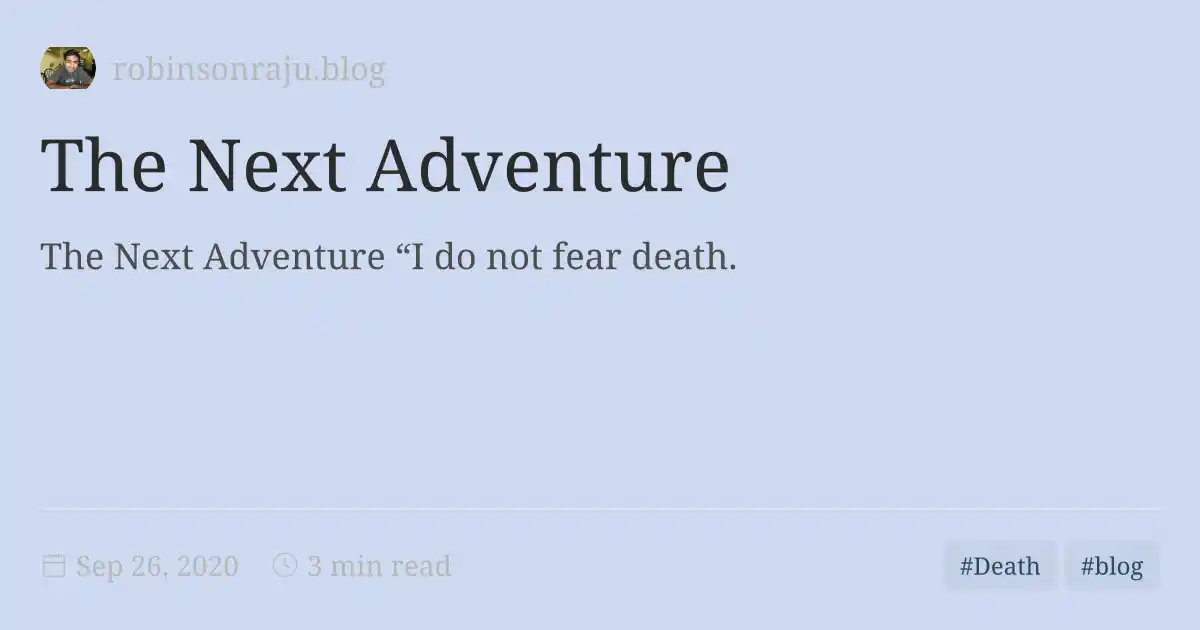 robinsonraju.blog
The Next Adventure
The Next Adventure “I do not fear death.
Sep 26, 2020 3 min read #Death #blog